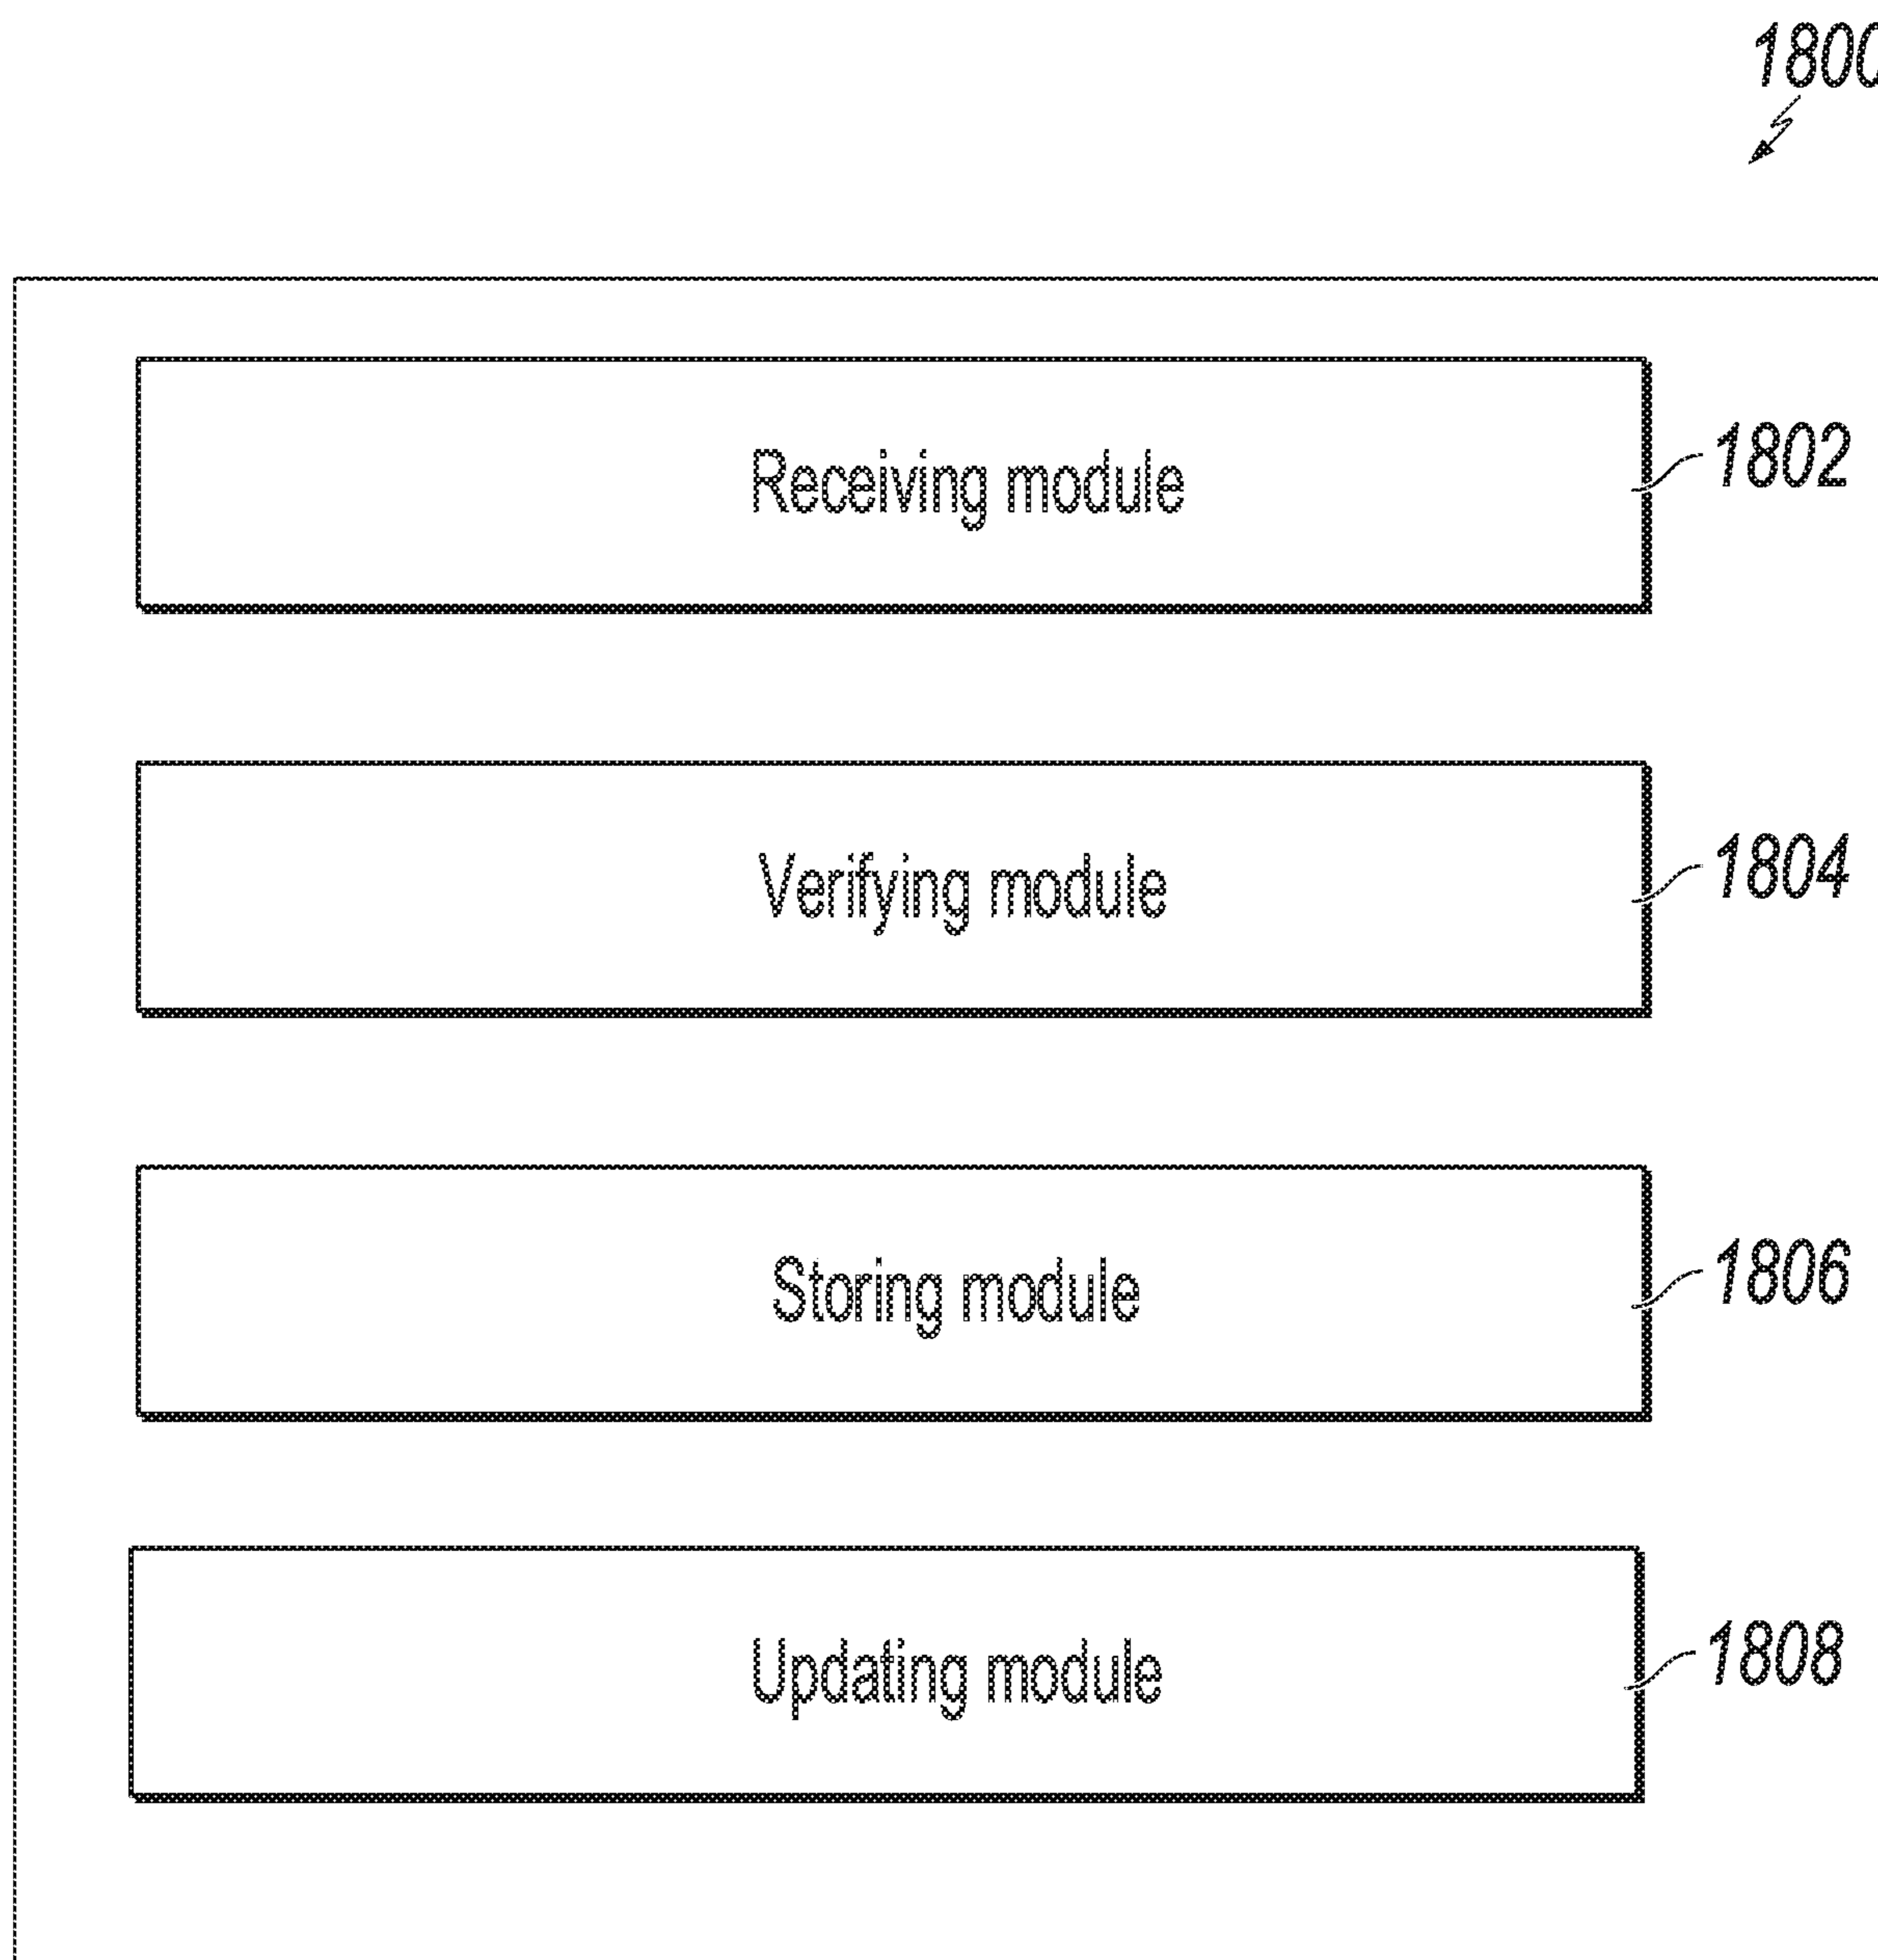 1800
Receiving module
1802
Verifying module
1804
Storing module
1806
Updating module
1808